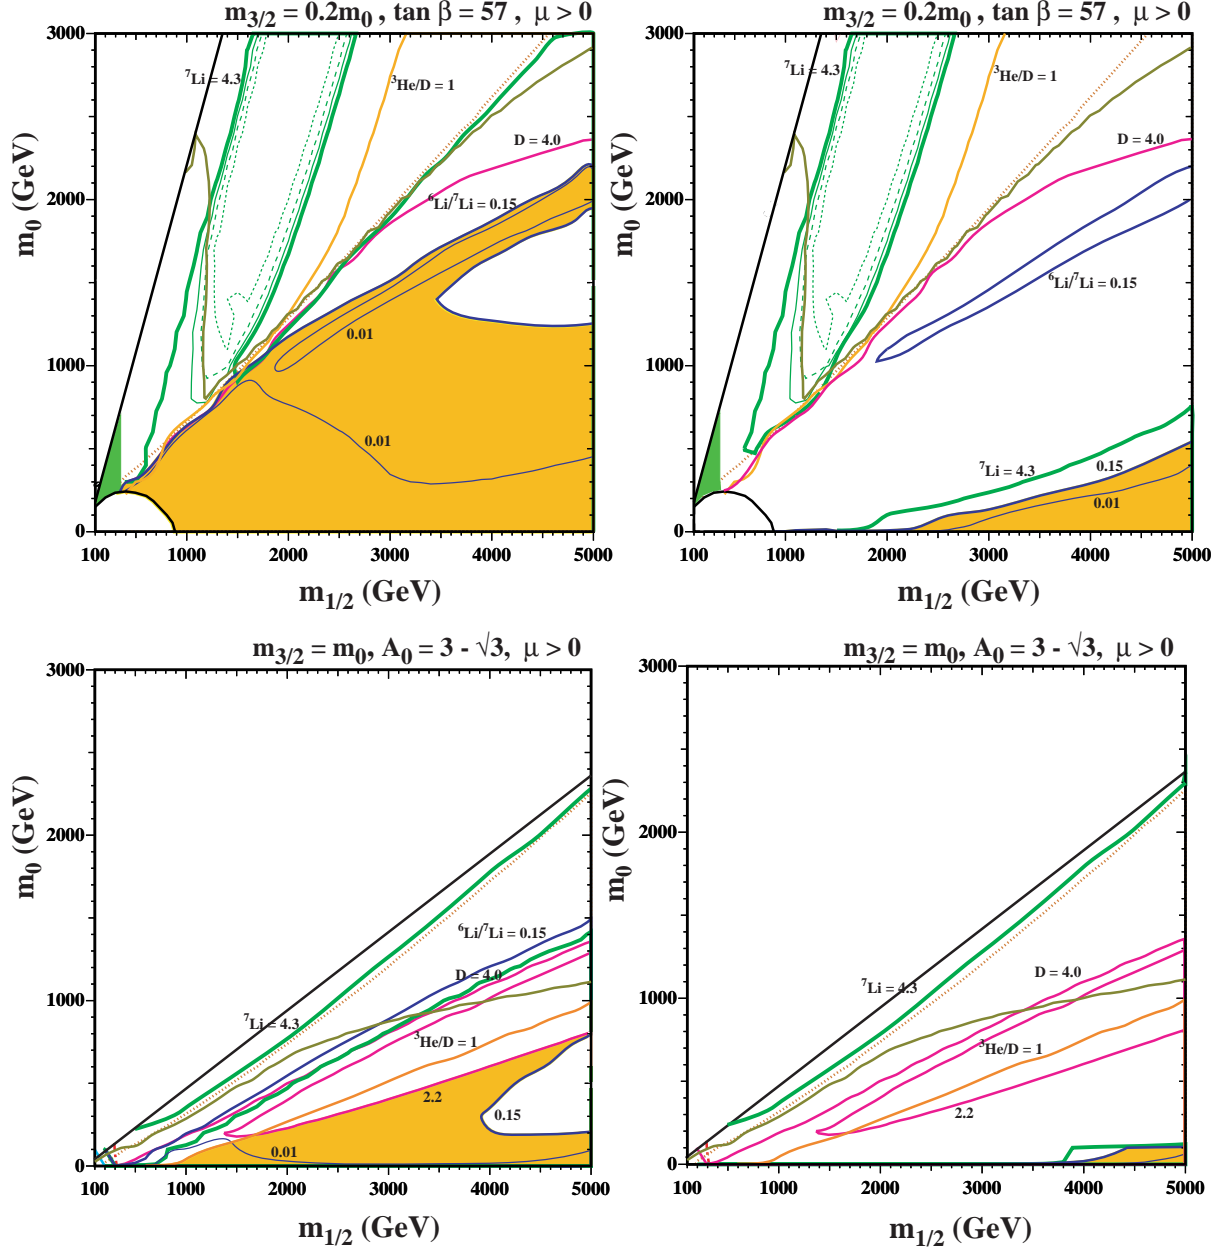 m3/2 = 0.2m0 , tan β = 57 , μ > 0
3000
2000
1000
0
m0 (GeV)
7Li = 4.3
3He/D = 1
D = 4.0
6Li/7Li = 0.15
0.01
0.01
100 1000 2000 3000 4000 5000
m1/2 (GeV)
m3/2 = 0.2m0 , tan β = 57 , μ > 0
3000
2000
1000
0
m0 (GeV)
7Li = 4.3
3He/D = 1
D = 4.0
6Li/7Li = 0.15
7Li = 4.3
0.15
0.01
100 1000 2000 3000 4000 5000
m1/2 (GeV)
m3/2 = m0, A0 = 3 - √3, μ > 0
3000
2000
1000
0
m0 (GeV)
6Li/7Li = 0.15
D = 4.0
7Li = 4.3
3He/D = 1
2.2
0.15
0.01
100 1000 2000 3000 4000 5000
m1/2 (GeV)
m3/2 = m0, A0 = 3 - √3, μ > 0
3000
2000
1000
0
m0 (GeV)
D = 4.0
7Li = 4.3
3He/D = 1
2.2
100 1000 2000 3000 4000 5000
m1/2 (GeV)